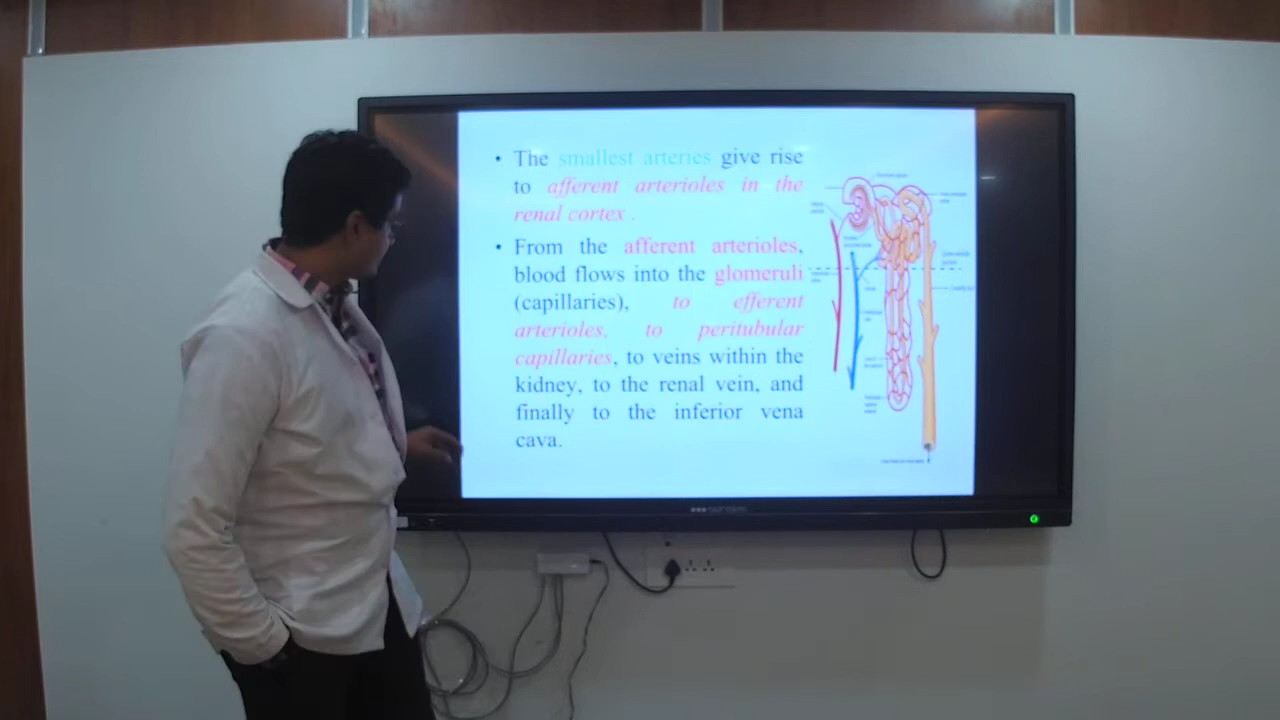 • The smallest arteries give rise
to afferent arterioles in the
renal cortex .
• From the afferent arterioles,
blood flows into the glomeruli
(capillaries), to efferent
arterioles, to peritubular
capillaries, to veins within the
kidney, to the renal vein, and
finally to the inferior vena
cava.